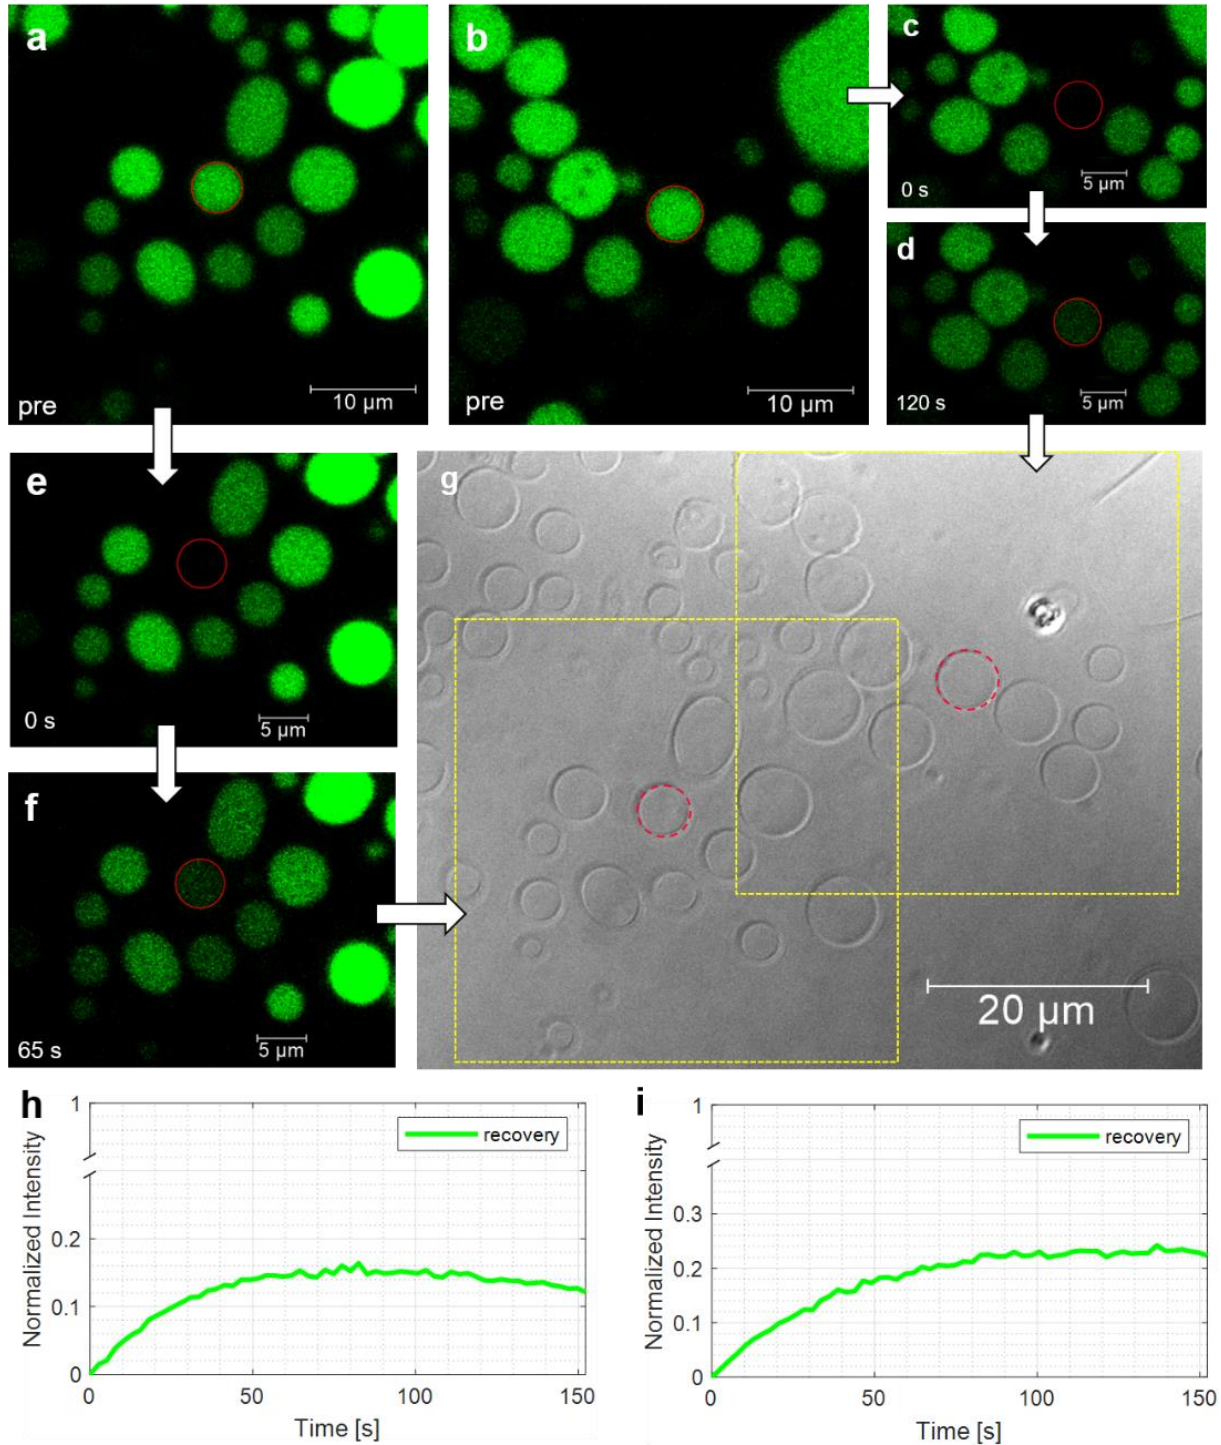 a
pre
10 µm
b
pre
10 µm
c
0 s
5 µm
d
120 s
5 µm
e
0 s
5 µm
f
65 s
5 µm
g
20 µm
h
Normalized Intensity
1
0.2
0.1
0
recovery
0 50 100 150
Time [s]
i
Normalized Intensity
1
0.3
0.2
0.1
0
recovery
0 50 100 150
Time [s]